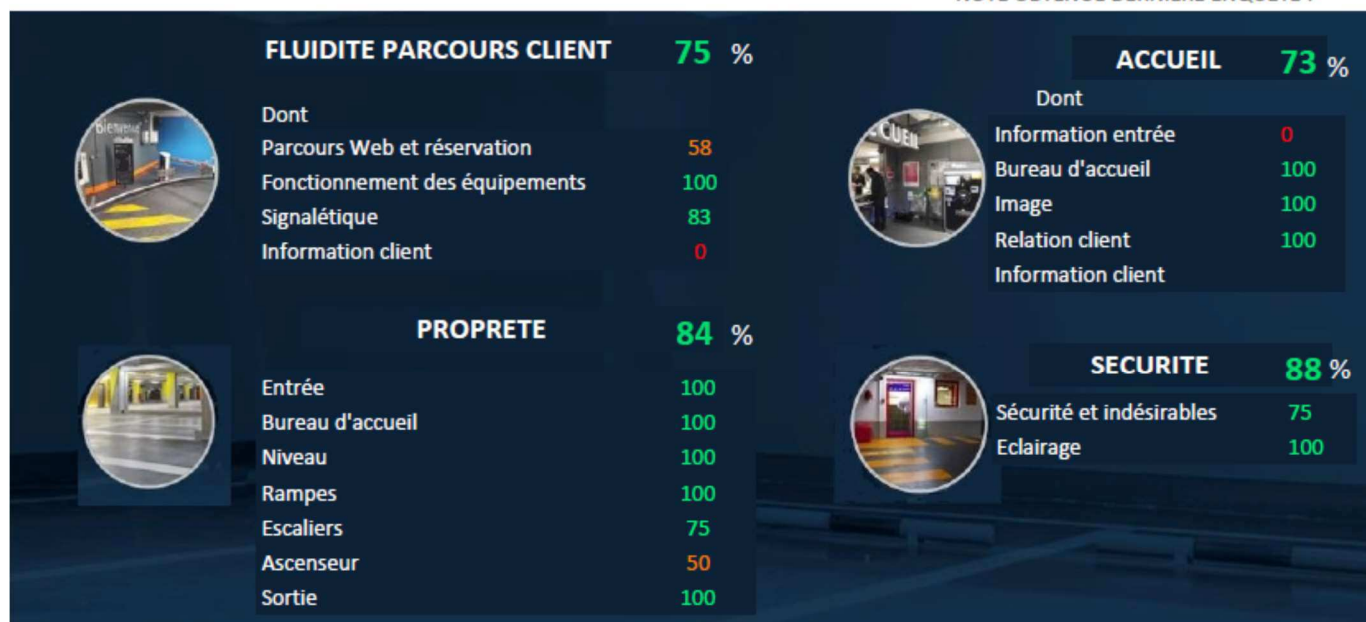 FLUIDITE PARCOURS CLIENT 75 %
Dont
Parcours Web et réservation 58
Fonctionnement des équipements 100
Signalétique 83
Information client 0
ACCUEIL 73 %
Dont
Information entrée 0
Bureau d'accueil 100
Image 100
Relation client 100
Information client
PROPRETE 84 %
Entrée 100
Bureau d'accueil 100
Niveau 100
Rampes 100
Escaliers 75
Ascenseur 50
Sortie 100
SECURITE 88 %
Sécurité et indésirables 75
Eclairage 100